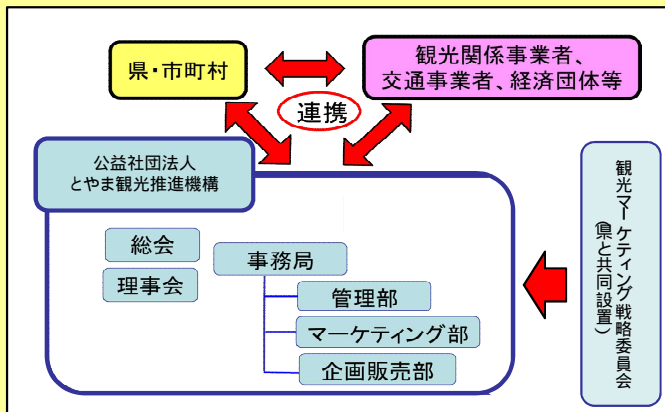 県・市町村
観光関係事業者、
交通事業者、経済団体等
連携
公益社団法人
とやま観光推進機構
総会
理事会
事務局
管理部
マーケティング部
企画販売部
観光マーケティング戦略委員会
(県と共同設置)